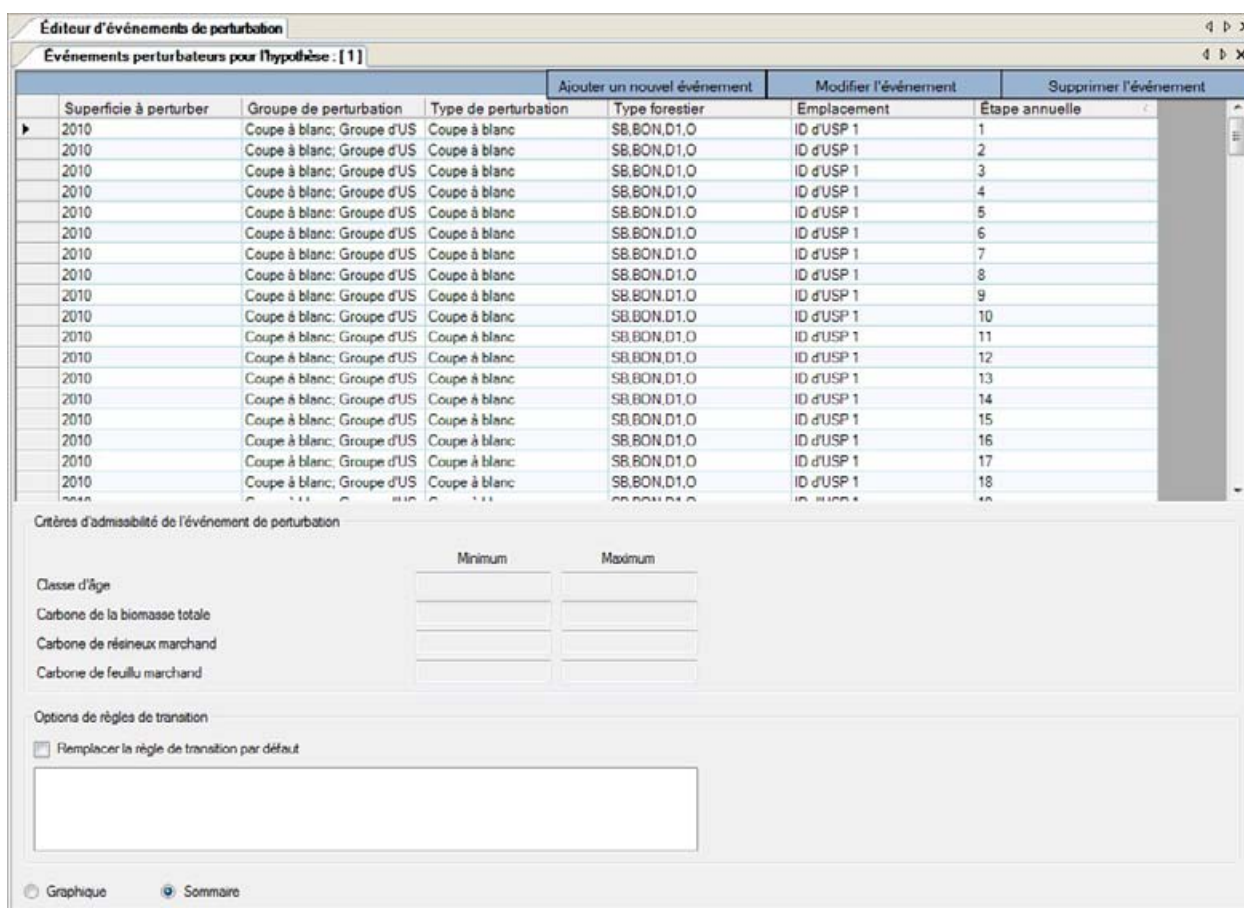 Éditeur d'événements de perturbation
Événements perturbateurs pour l'hypothèse : [ 1 ]
Ajouter un nouvel événement Modifier l'événement Supprimer l'événement
Superficie à perturber Groupe de perturbation Type de perturbation Type forestier Emplacement Étape annuelle
2010 Coupe à blanc; Groupe d'US Coupe à blanc SB,BON,D1,O ID d'USP 1 1
2010 Coupe à blanc; Groupe d'US Coupe à blanc SB,BON,D1,O ID d'USP 1 2
2010 Coupe à blanc; Groupe d'US Coupe à blanc SB,BON,D1,O ID d'USP 1 3
2010 Coupe à blanc; Groupe d'US Coupe à blanc SB,BON,D1,O ID d'USP 1 4
2010 Coupe à blanc; Groupe d'US Coupe à blanc SB,BON,D1,O ID d'USP 1 5
2010 Coupe à blanc; Groupe d'US Coupe à blanc SB,BON,D1,O ID d'USP 1 6
2010 Coupe à blanc; Groupe d'US Coupe à blanc SB,BON,D1,O ID d'USP 1 7
2010 Coupe à blanc; Groupe d'US Coupe à blanc SB,BON,D1,O ID d'USP 1 8
2010 Coupe à blanc; Groupe d'US Coupe à blanc SB,BON,D1,O ID d'USP 1 9
2010 Coupe à blanc; Groupe d'US Coupe à blanc SB,BON,D1,O ID d'USP 1 10
2010 Coupe à blanc; Groupe d'US Coupe à blanc SB,BON,D1,O ID d'USP 1 11
2010 Coupe à blanc; Groupe d'US Coupe à blanc SB,BON,D1,O ID d'USP 1 12
2010 Coupe à blanc; Groupe d'US Coupe à blanc SB,BON,D1,O ID d'USP 1 13
2010 Coupe à blanc; Groupe d'US Coupe à blanc SB,BON,D1,O ID d'USP 1 14
2010 Coupe à blanc; Groupe d'US Coupe à blanc SB,BON,D1,O ID d'USP 1 15
2010 Coupe à blanc; Groupe d'US Coupe à blanc SB,BON,D1,O ID d'USP 1 16
2010 Coupe à blanc; Groupe d'US Coupe à blanc SB,BON,D1,O ID d'USP 1 17
2010 Coupe à blanc; Groupe d'US Coupe à blanc SB,BON,D1,O ID d'USP 1 18
Critères d'admissibilité de l'événement de perturbation
Minimum Maximum
Classe d'âge
Carbone de la biomasse totale
Carbone de résineux marchand
Carbone de feuillu marchand
Options de règles de transition
Remplacer la règle de transition par défaut
Graphique Sommaire